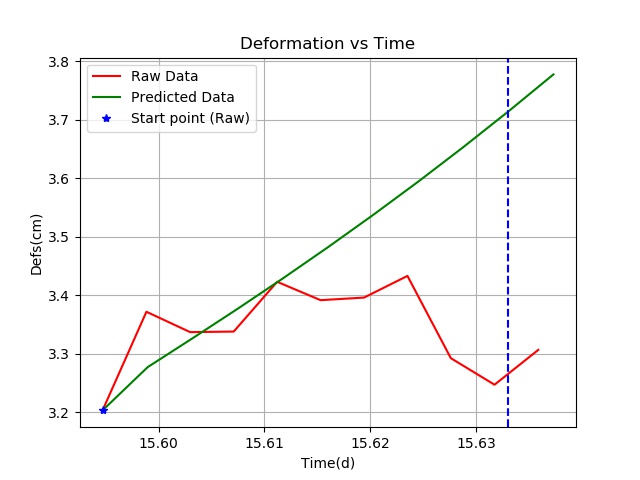 Deformation vs Time
Raw Data
Predicted Data
Start point (Raw)
3.8
3.7
3.6
3.5
3.4
3.3
3.2
Defs(cm)
15.60 15.61 15.62 15.63
Time(d)